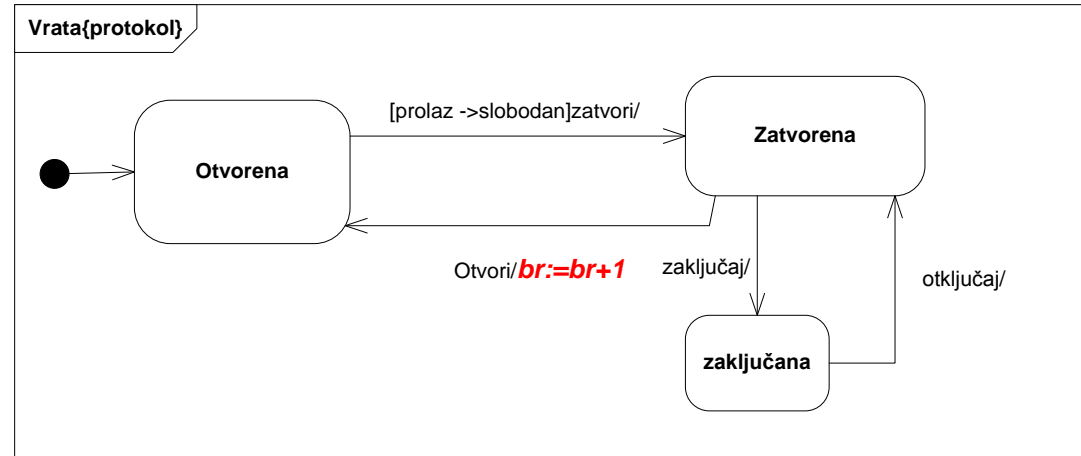 Vrata{protokol}
[prolaz ->slobodan]zatvori/
Otvorena
Zatvorena
Otvori/br:=br+1
zaključaj/
otključaj/
zaključana